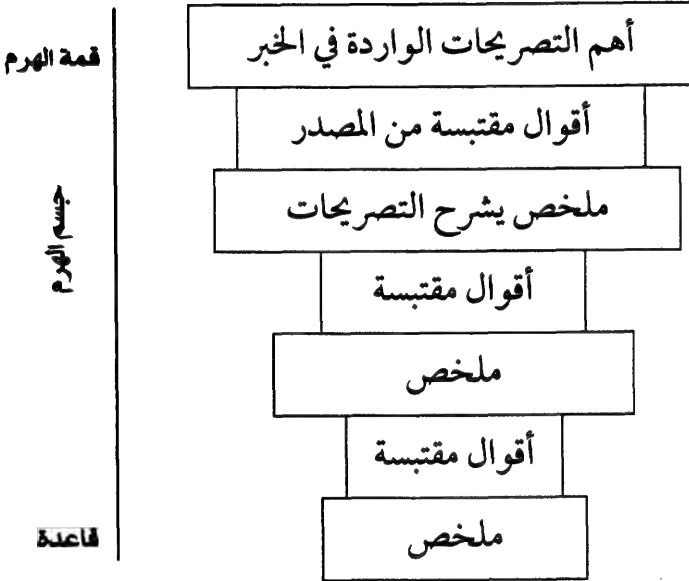 أهم التصريحات الواردة في الخبر
قمة الهرم
أقوال مقتبسة من المصدر
ملخص يشرح التصريحات
جسم الهرم
أقوال مقتبسة
ملخص
أقوال مقتبسة
ملخص
قاعدة